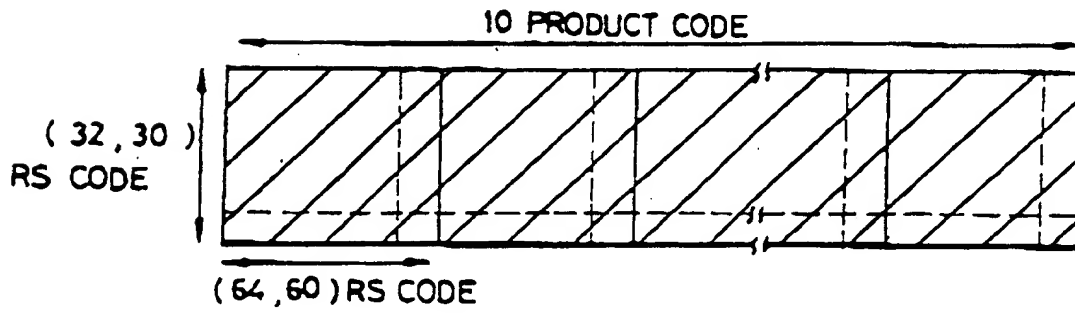 10 PRODUCT CODE
( 32 , 30 )
RS CODE
( 64 , 60 ) RS CODE